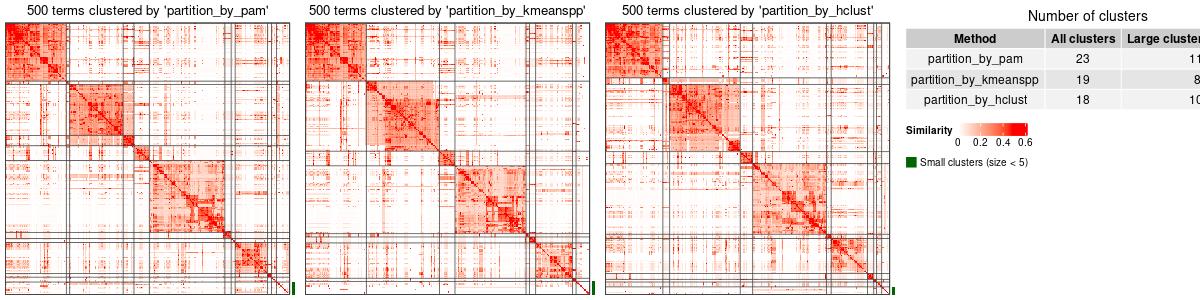 500 terms clustered by 'partition_by_pam'
500 terms clustered by 'partition_by_kmeanspp'
500 terms clustered by 'partition_by_hclust'
Number of clusters
Method All clusters Large cluster
partition_by_pam 23 11
partition_by_kmeanspp 19 8
partition_by_hclust 18 10
Similarity
0 0.2 0.4 0.6
Small clusters (size < 5)